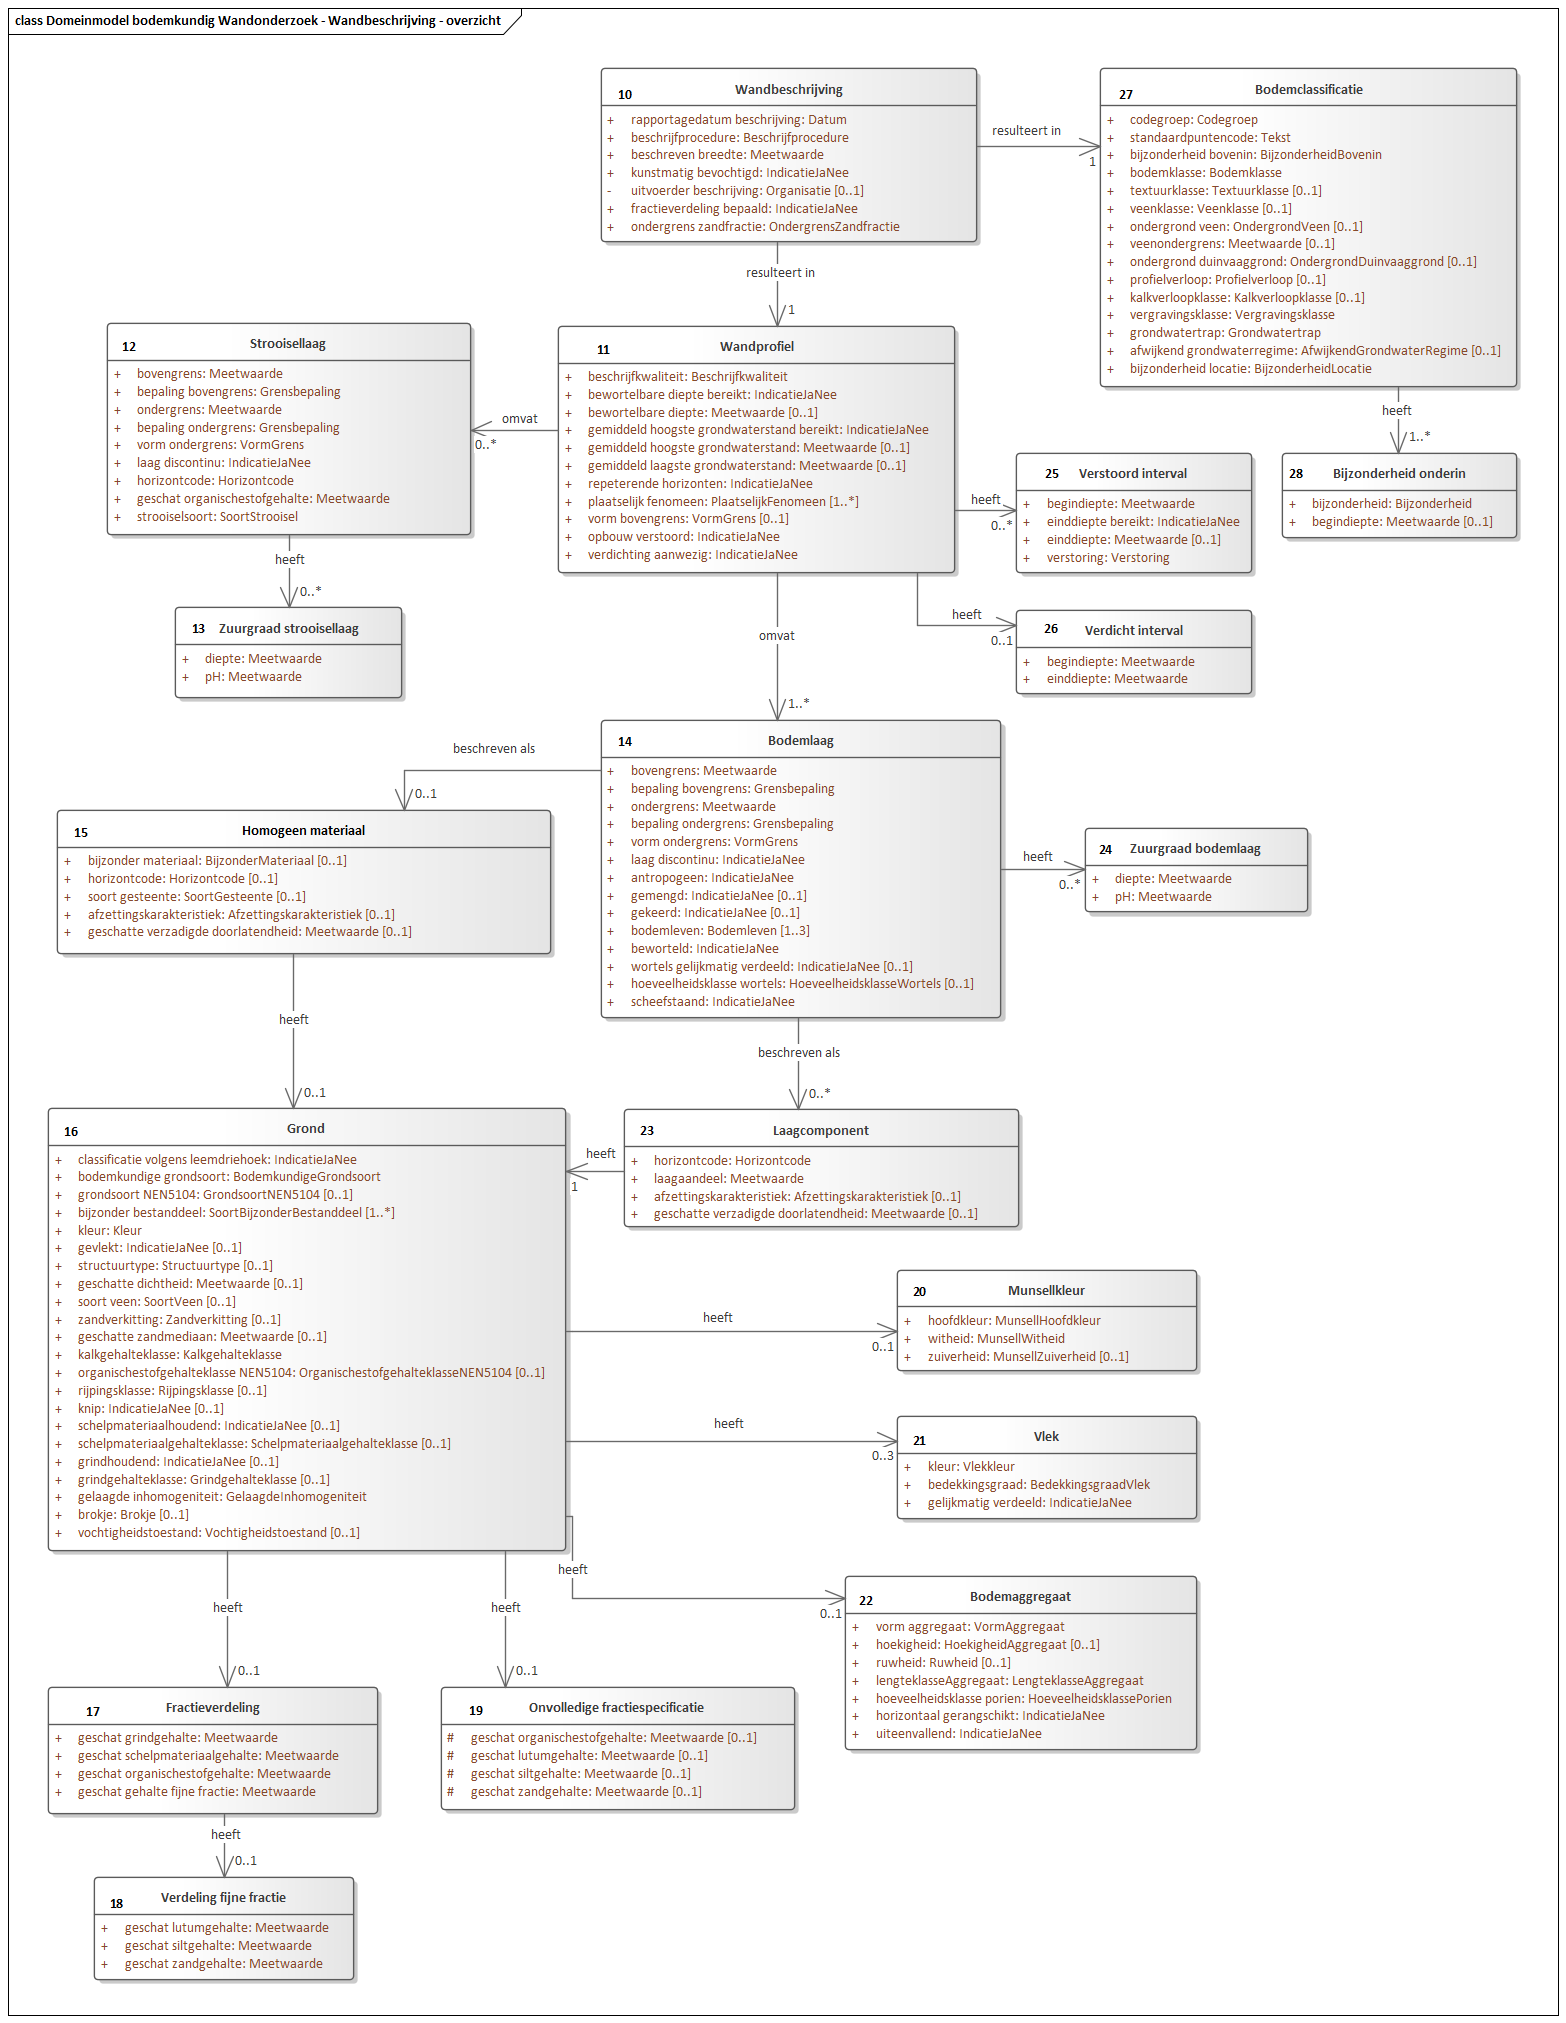 class Domeinmodel bodemkundig Wandonderzoek - Wandbeschrijving - overzicht
10 Wandbeschrijving
+ rapportagedatum beschrijving: Datum
+ beschrijfprocedure: Beschrijfprocedure
+ beschreven breedte: Meetwaarde
+ kunstmatig bevochtigd: IndicatieJaNee
- uitvoerder beschrijving: Organisatie [0..1]
+ fractieverdeling bepaald: IndicatieJaNee
+ ondergrens zandfractie: OndergrensZandfractie
resulteert in
1
27 Bodemclassificatie
+ codegroep: Codegroep
+ standaardpuntencode: Tekst
+ bijzonderheid bovenin: BijzonderheidBovenin
+ bodemklasse: Bodemklasse
+ textuurklasse: Textuurklasse [0..1]
+ veenklasse: Veenklasse [0..1]
+ ondergrond veen: OndergrondVeen [0..1]
+ veenondergrens: Meetwaarde [0..1]
+ ondergrond duinvaaggrond: OndergrondDuinvaaggrond [0..1]
+ profielverloop: Profielverloop [0..1]
+ kalkverloopklasse: Kalkverloopklasse [0..1]
+ vergravingsklasse: Vergravingsklasse
+ grondwatertrap: Grondwatertrap
+ afwijkend grondwaterregime: AfwijkendGrondwaterRegime [0..1]
+ bijzonderheid locatie: BijzonderheidLocatie
resulteert in
1
12 Strooisellaag
+ bovengrens: Meetwaarde
+ bepaling bovengrens: Grensbepaling
+ ondergrens: Meetwaarde
+ bepaling ondergrens: Grensbepaling
+ vorm ondergrens: VormGrens
+ laag discontinu: IndicatieJaNee
+ horizontcode: Horizontcode
+ geschat organischestofgehalte: Meetwaarde
+ strooiselsoort: SoortStrooisel
omvat
0..*
11 Wandprofiel
+ beschrijfkwaliteit: Beschrijfkwaliteit
+ bewortelbare diepte bereikt: IndicatieJaNee
+ bewortelbare diepte: Meetwaarde [0..1]
+ gemiddeld hoogste grondwaterstand bereikt: IndicatieJaNee
+ gemiddeld hoogste grondwaterstand: Meetwaarde [0..1]
+ gemiddeld laagste grondwaterstand: Meetwaarde [0..1]
+ repeterende horizonten: IndicatieJaNee
+ plaatselijk fenomeen: PlaatselijkFenomeen [1..*]
+ vorm bovengrens: VormGrens [0..1]
+ opbouw verstoord: IndicatieJaNee
+ verdichting aanwezig: IndicatieJaNee
heeft
1..*
heeft
0..*
25 Verstoord interval
+ begindiepte: Meetwaarde
+ einddiepte bereikt: IndicatieJaNee
+ einddiepte: Meetwaarde [0..1]
+ verstoring: Verstoring
28 Bijzonderheid onderin
+ bijzonderheid: Bijzonderheid
+ begindiepte: Meetwaarde [0..1]
heeft
0..*
13 Zuurgraad strooisellaag
+ diepte: Meetwaarde
+ pH: Meetwaarde
heeft
0..1
26 Verdicht interval
+ begindiepte: Meetwaarde
+ einddiepte: Meetwaarde
omvat
1..*
14 Bodemlaag
+ bovengrens: Meetwaarde
+ bepaling bovengrens: Grensbepaling
+ ondergrens: Meetwaarde
+ bepaling ondergrens: Grensbepaling
+ vorm ondergrens: VormGrens
+ laag discontinu: IndicatieJaNee
+ antropogeen: IndicatieJaNee
+ gemengd: IndicatieJaNee [0..1]
+ gekeerd: IndicatieJaNee [0..1]
+ bodemleven: Bodemleven [1..3]
+ beworteld: IndicatieJaNee
+ wortels gelijkmatig verdeeld: IndicatieJaNee [0..1]
+ hoeveelheidsklasse wortels: HoeveelheidsklasseWortels [0..1]
+ scheefstaand: IndicatieJaNee
beschreven als
0..1
15 Homogeen materiaal
+ bijzonder materiaal: BijzonderMateriaal [0..1]
+ horizontcode: Horizontcode [0..1]
+ soort gesteente: SoortGesteente [0..1]
+ afzettingskarakteristiek: Afzettingskarakteristiek [0..1]
+ geschatte verzadigde doorlatendheid: Meetwaarde [0..1]
heeft
0..*
24 Zuurgraad bodemlaag
+ diepte: Meetwaarde
+ pH: Meetwaarde
heeft
0..1
beschreven als
0..*
16 Grond
+ classificatie volgens leemdriehoek: IndicatieJaNee
+ bodemkundige grondsoort: BodemkundigeGrondsoort
+ grondsoort NEN5104: GrondsoortNEN5104 [0..1]
+ bijzonder bestanddeel: SoortBijzonderBestanddeel [1..*]
+ kleur: Kleur
+ gevlekt: IndicatieJaNee [0..1]
+ structuurtype: Structuurtype [0..1]
+ geschatte dichtheid: Meetwaarde [0..1]
+ soort veen: SoortVeen [0..1]
+ zandverkitting: Zandverkitting [0..1]
+ geschatte zandmediaan: Meetwaarde [0..1]
+ kalkgehalteklasse: Kalkgehalteklasse
+ organischestofgehalteklasse NEN5104: OrganischestofgehalteklasseNEN5104 [0..1]
+ rijpingsklasse: Rijpingsklasse [0..1]
+ knip: IndicatieJaNee [0..1]
+ schelpmateriaalhoudend: IndicatieJaNee [0..1]
+ schelpmateriaalgehalteklasse: Schelpmateriaalgehalteklasse [0..1]
+ grindhoudend: IndicatieJaNee [0..1]
+ grindgehalteklasse: Grindgehalteklasse [0..1]
+ gelaagde inhomogeniteit: GelaagdeInhomogeniteit
+ brokje: Brokje [0..1]
+ vochtigheidstoestand: Vochtigheidstoestand [0..1]
heeft
1
23 Laagcomponent
+ horizontcode: Horizontcode
+ laagaandeel: Meetwaarde
+ afzettingskarakteristiek: Afzettingskarakteristiek [0..1]
+ geschatte verzadigde doorlatendheid: Meetwaarde [0..1]
heeft
0..1
20 Munsellkleur
+ hoofdkleur: MunsellHoofdkleur
+ witheid: MunsellWitheid
+ zuiverheid: MunsellZuiverheid [0..1]
heeft
0..3
21 Vlek
+ kleur: Vlekkleur
+ bedekkingsgraad: BedekkingsgraadVlek
+ gelijkmatig verdeeld: IndicatieJaNee
heeft
0..1
22 Bodemaggregaat
+ vorm aggregaat: VormAggregaat
+ hoekigheid: HoekigheidAggregaat [0..1]
+ ruwheid: Ruwheid [0..1]
+ lengteklasseAggregaat: LengteklasseAggregaat
+ hoeveelheidsklasse porien: HoeveelheidsklassePorien
+ horizontaal gerangschikt: IndicatieJaNee
+ uiteenvallend: IndicatieJaNee
heeft
0..1
17 Fractieverdeling
+ geschat grindgehalte: Meetwaarde
+ geschat schelpmateriaalgehalte: Meetwaarde
+ geschat organischestofgehalte: Meetwaarde
+ geschat gehalte fijne fractie: Meetwaarde
heeft
0..1
19 Onvolledige fractiespecificatie
# geschat organischestofgehalte: Meetwaarde [0..1]
# geschat lutumgehalte: Meetwaarde [0..1]
# geschat siltgehalte: Meetwaarde [0..1]
# geschat zandgehalte: Meetwaarde [0..1]
heeft
0..1
18 Verdeling fijne fractie
+ geschat lutumgehalte: Meetwaarde
+ geschat siltgehalte: Meetwaarde
+ geschat zandgehalte: Meetwaarde